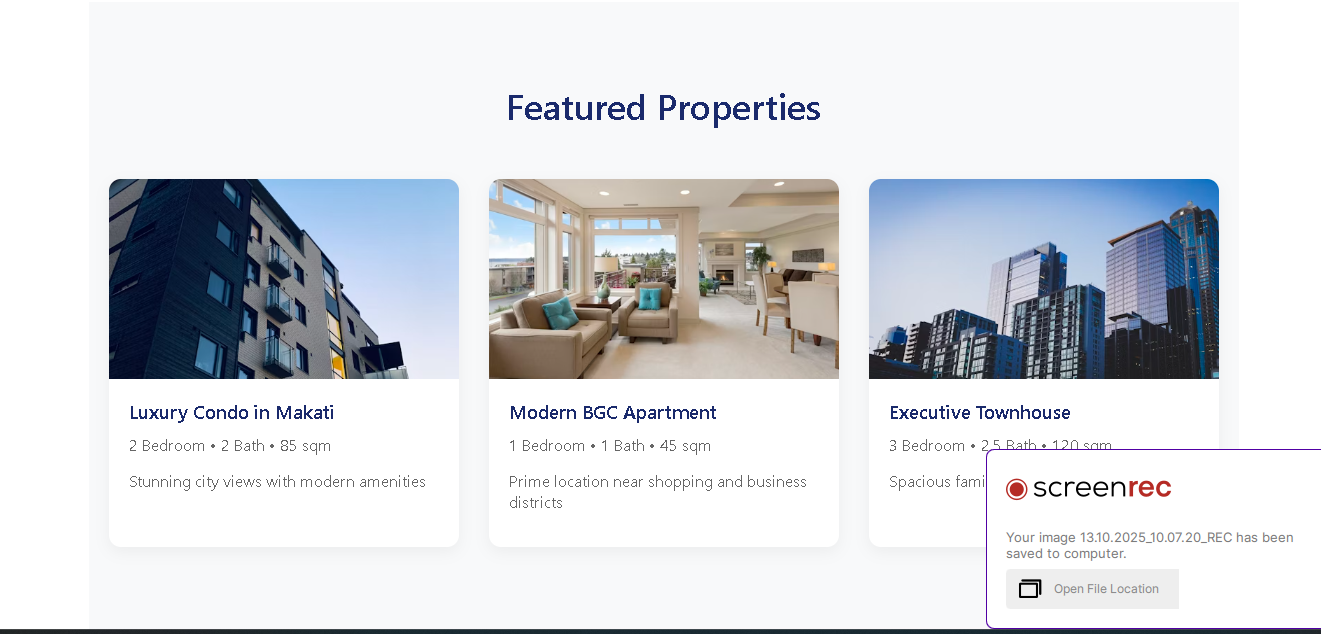 Featured Properties
Luxury Condo in Makati
2 Bedroom • 2 Bath • 85 sqm
Stunning city views with modern amenities
Modern BGC Apartment
1 Bedroom • 1 Bath • 45 sqm
Prime location near shopping and business
districts
Executive Townhouse
3 Bedroom • 2.5 Bath • 120 sqm
Spacious
screenrec
Your image 13.10.2025_10.07.20_REC has been
saved to computer.
Open File Location